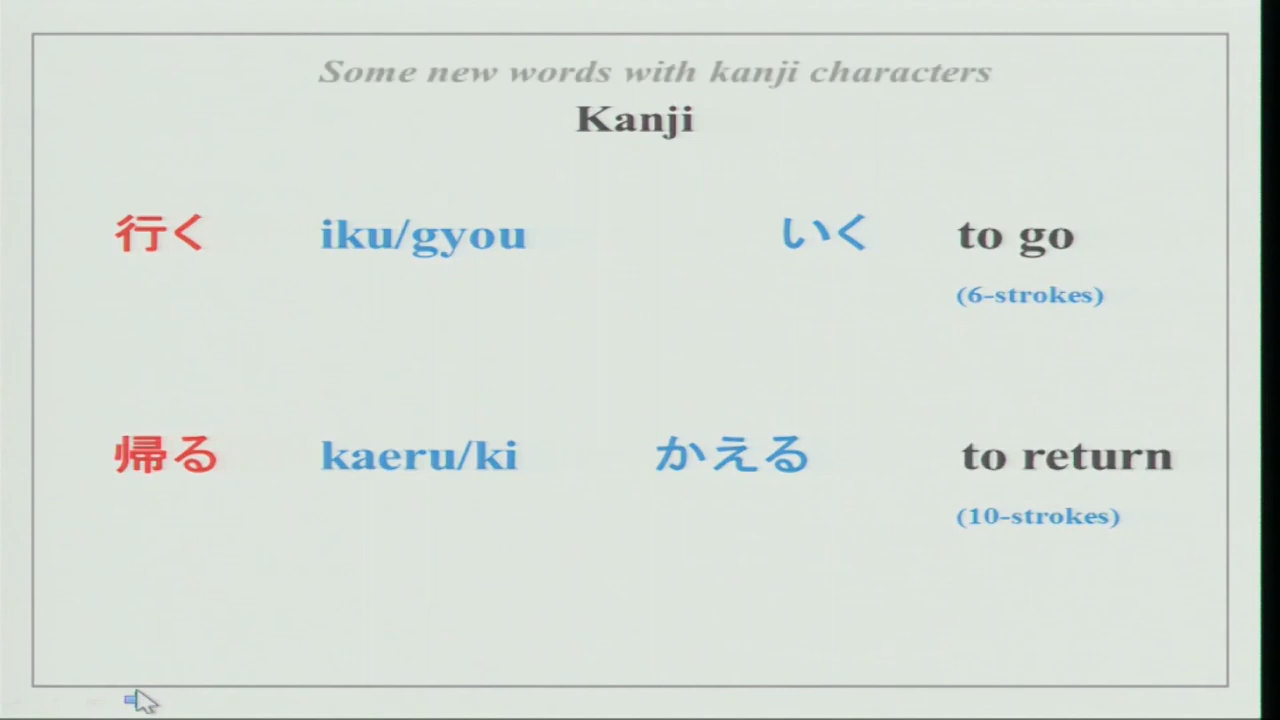 Some new words with kanji characters
Kanji
行く iku/gyou いく to go
(6-strokes)
帰る kaeru/ki かえる to return
(10-strokes)